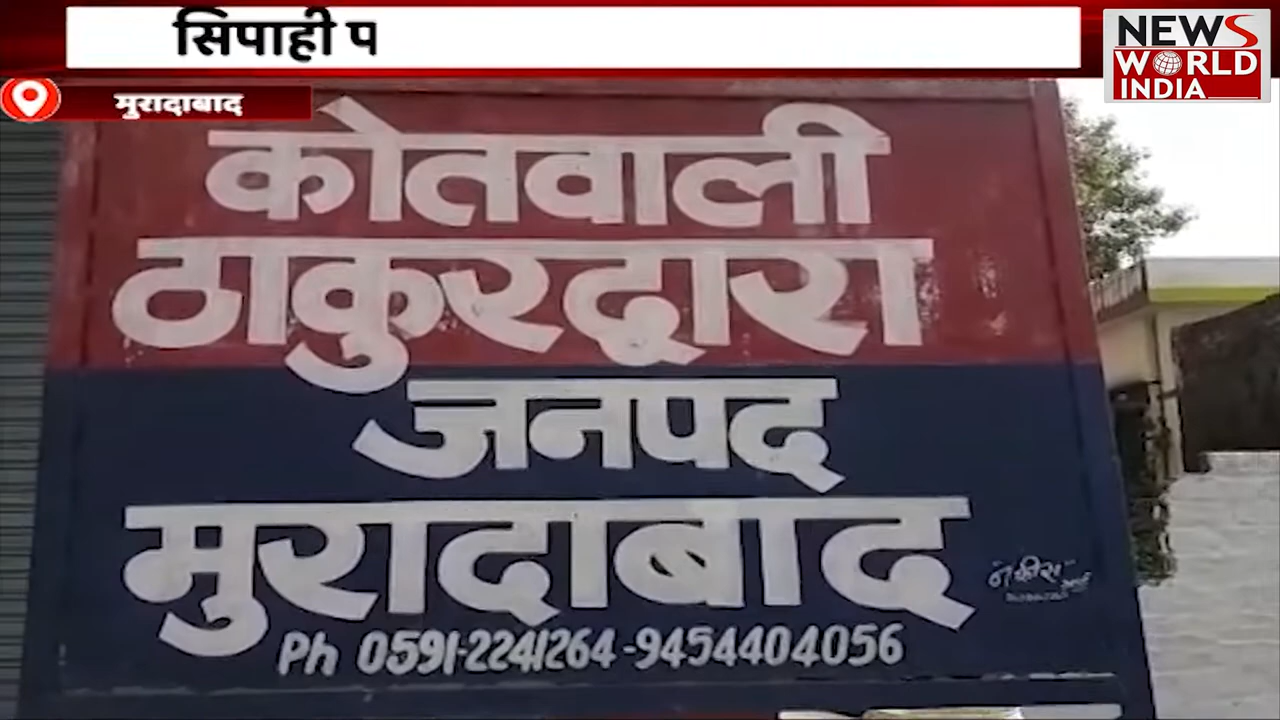 सिपाही प
NEWS
WORLD
INDIA
मुरादाबाद
कोतवाली
ठाकुरद्वारा
जनपद
मुरादाबाद
Ph 0591-2241264-9454404056